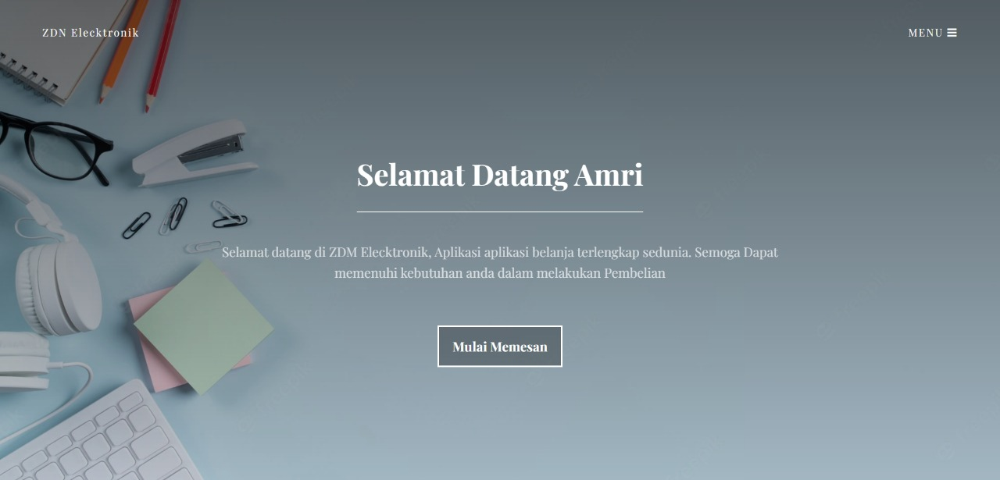 ZDN Elecktronik
MENU
Selamat Datang Amri
Selamat datang di ZDM Elecktronik, Aplikasi aplikasi belanja terlengkap sedunia. Semoga Dapat
memenuhi kebutuhan anda dalam melakukan Pembelian
Mulai Memesan